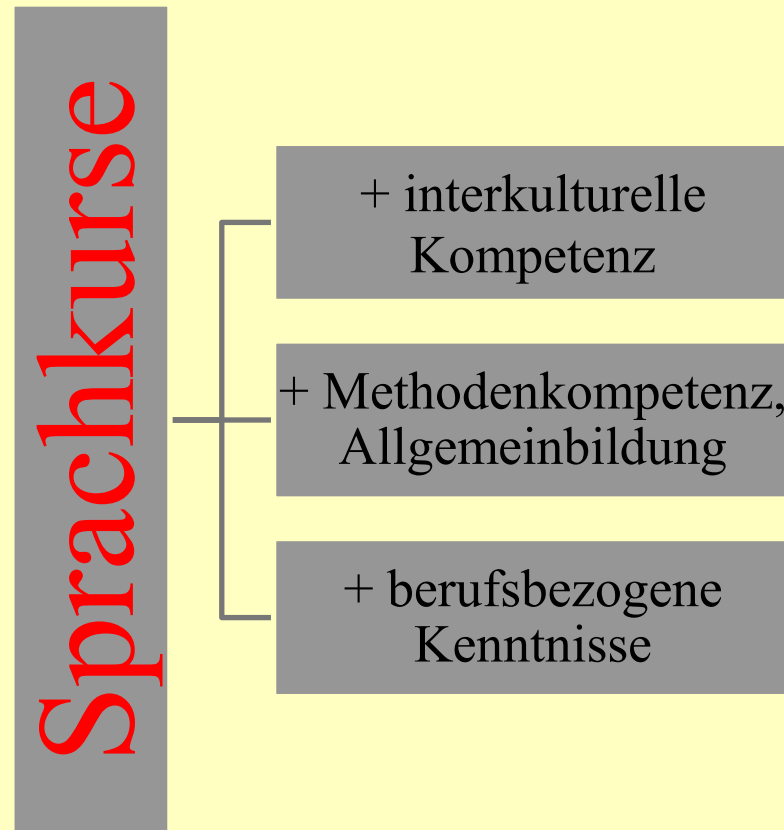 Sprachkurse
+ interkulturelle
Kompetenz
+ Methodenkompetenz,
Allgemeinbildung
+ berufsbezogene
Kenntnisse